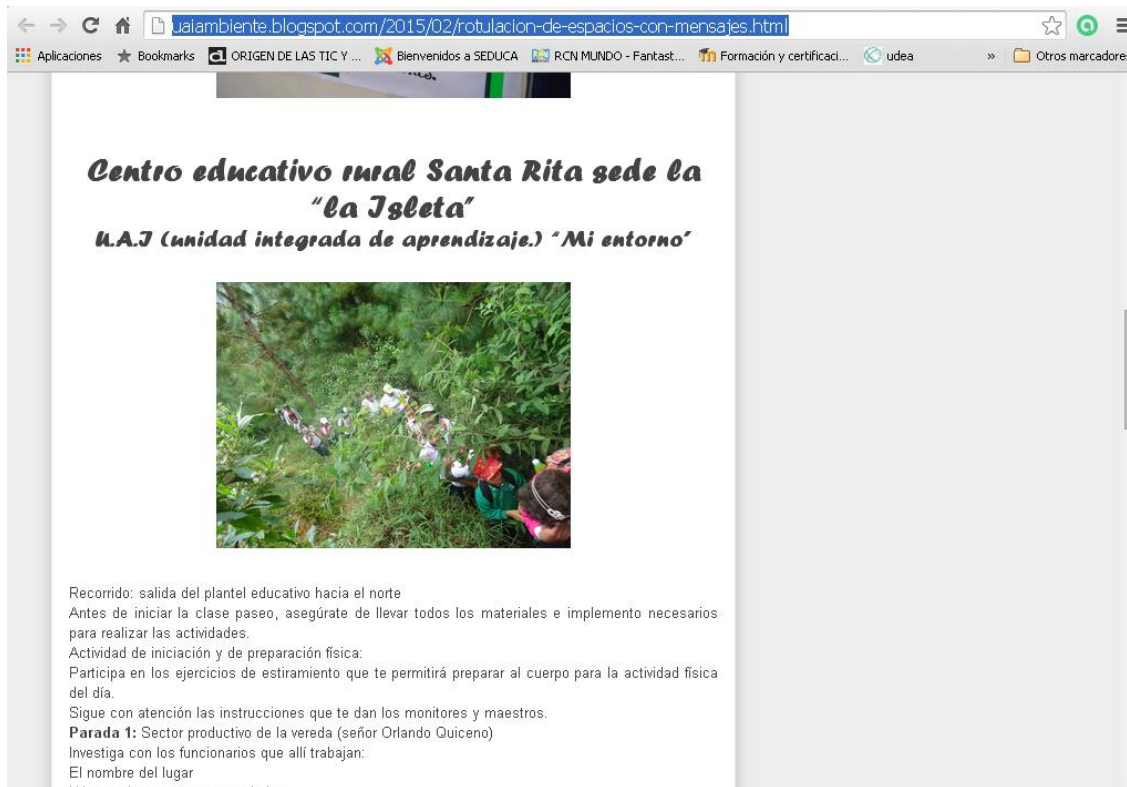 uaiambiente.blogspot.com/2015/02/rotulacion-de-espacios-con-mensajes.html
Aplicaciones Bookmarks ORIGEN DE LAS TIC Y ... Bienvenidos a SEDUCA RCN MUNDO - Fantast... Formación y certificaci... udea » Otros marcadores
Centro educativo rural Santa Rita sede la
“la Isleta”
U.A.I (unidad integrada de aprendizaje.) “Mi entorno”
Recorrido: salida del plantel educativo hacia el norte
Antes de iniciar la clase paseo, asegúrate de llevar todos los materiales e implemento necesarios
para realizar las actividades.
Actividad de iniciación y de preparación física:
Participa en los ejercicios de estiramiento que te permitirá preparar al cuerpo para la actividad física
del día.
Sigue con atención las instrucciones que te dan los monitores y maestros.
Parada 1: Sector productivo de la vereda (señor Orlando Quiceno)
Investiga con los funcionarios que allí trabajan:
El nombre del lugar